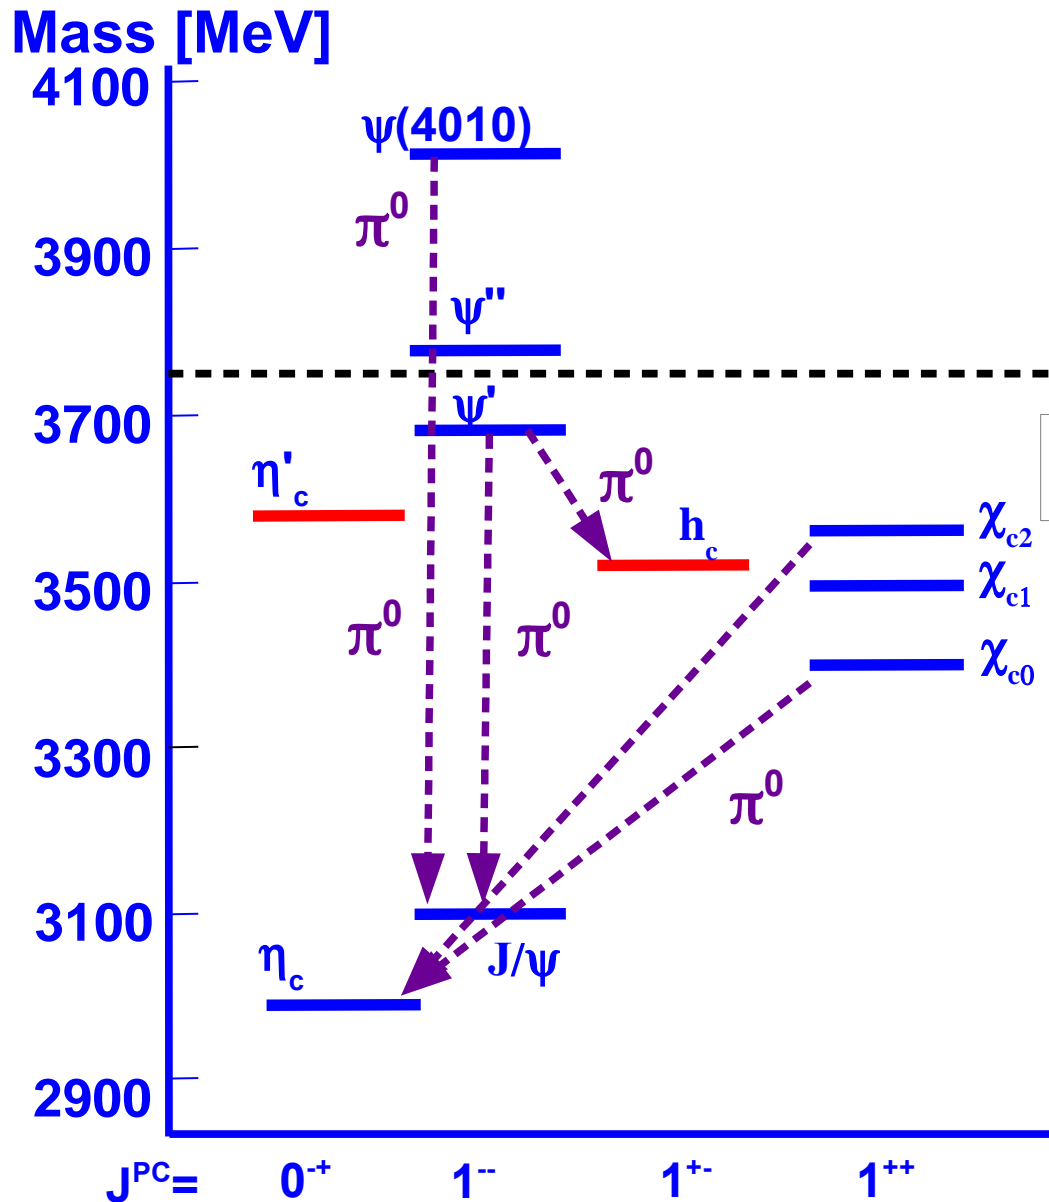 Mass [MeV]
4100
ψ(4010)
π⁰
3900
ψ''
ψ'
3700
η'c
π⁰
hc
χc2
3500
χc1
π⁰
π⁰
χc0
3300
π⁰
3100
ηc
J/ψ
2900
Jᴾᶜ= 0⁻⁺ 1⁻⁻ 1⁺⁻ 1⁺⁺